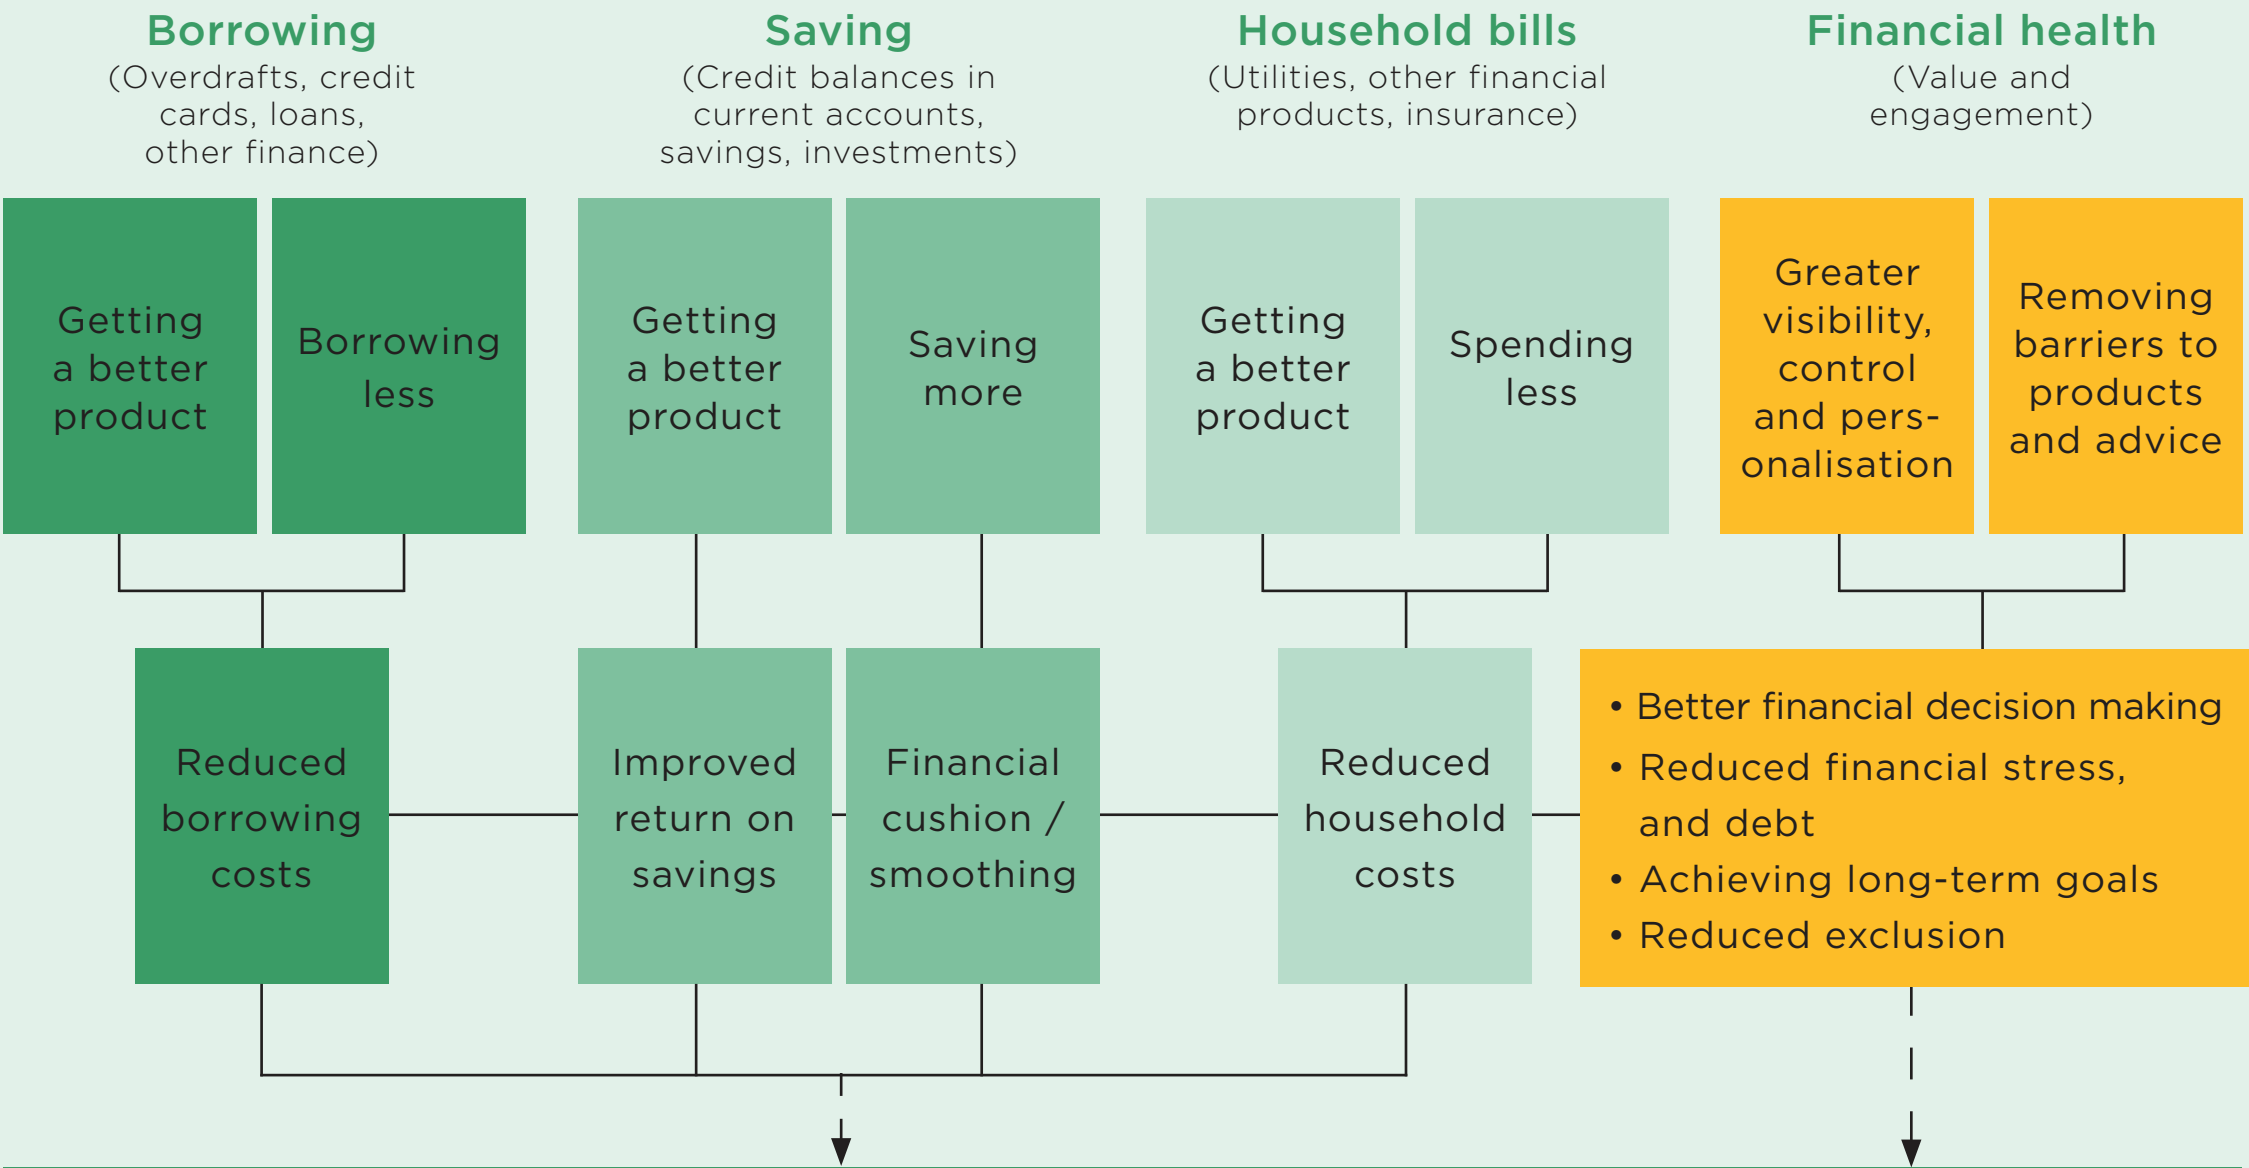 Borrowing
(Overdrafts, credit
cards, loans,
other finance)
Saving
(Credit balances in
current accounts,
savings, investments)
Household bills
(Utilities, other financial
products, insurance)
Financial health
(Value and
engagement)
Getting
a better
product
Borrowing
less
Getting
a better
product
Saving
more
Getting
a better
product
Spending
less
Greater
visibility,
control
and pers-
onalisation
Removing
barriers to
products
and advice
Reduced
borrowing
costs
Improved
return on
savings
Financial
cushion /
smoothing
Reduced
household
costs
• Better financial decision making
• Reduced financial stress,
and debt
• Achieving long-term goals
• Reduced exclusion